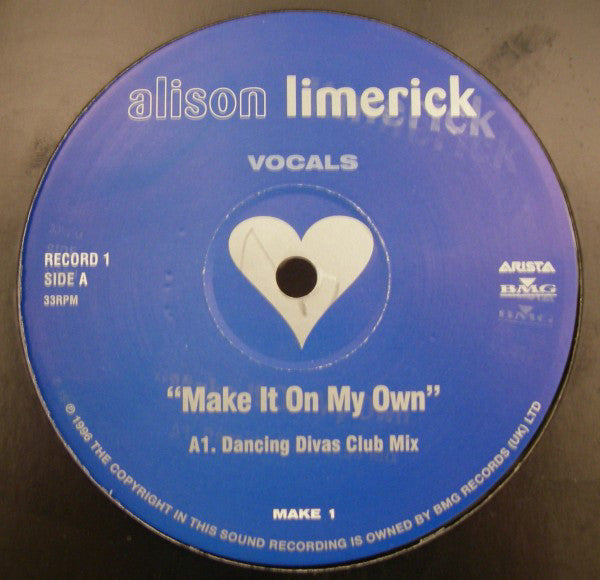 alison limerick
VOCALS
RECORD 1
SIDE A
33RPM
ARISTA
BMG
"Make It On My Own"
A1. Dancing Divas Club Mix
MAKE 1
℗ 1996 THE COPYRIGHT IN THIS SOUND RECORDING IS OWNED BY BMG RECORDS (UK) LTD